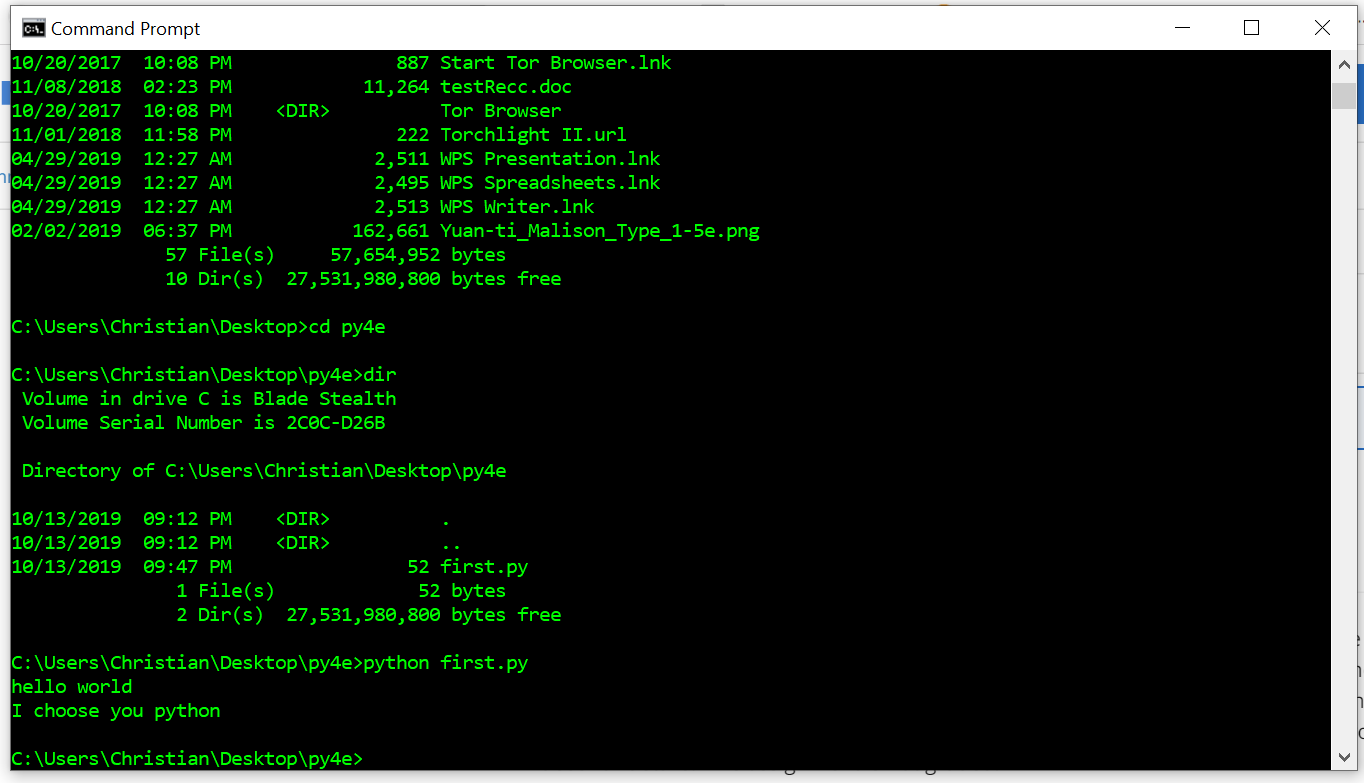 Command Prompt
10/20/2017  10:08 PM               887 Start Tor Browser.lnk
11/08/2018  02:23 PM            11,264 testRecc.doc
10/20/2017  10:08 PM    <DIR>          Tor Browser
11/01/2018  11:58 PM               222 Torchlight II.url
04/29/2019  12:27 AM             2,511 WPS Presentation.lnk
04/29/2019  12:27 AM             2,495 WPS Spreadsheets.lnk
04/29/2019  12:27 AM             2,513 WPS Writer.lnk
02/02/2019  06:37 PM           162,661 Yuan-ti_Malison_Type_1-5e.png
              57 File(s)     57,654,952 bytes
              10 Dir(s)  27,531,980,800 bytes free
C:\Users\Christian\Desktop>cd py4e
C:\Users\Christian\Desktop\py4e>dir
 Volume in drive C is Blade Stealth
 Volume Serial Number is 2C0C-D26B
 Directory of C:\Users\Christian\Desktop\py4e
10/13/2019  09:12 PM    <DIR>          .
10/13/2019  09:12 PM    <DIR>          ..
10/13/2019  09:47 PM                52 first.py
               1 File(s)             52 bytes
               2 Dir(s)  27,531,980,800 bytes free
C:\Users\Christian\Desktop\py4e>python first.py
hello world
I choose you python
C:\Users\Christian\Desktop\py4e>